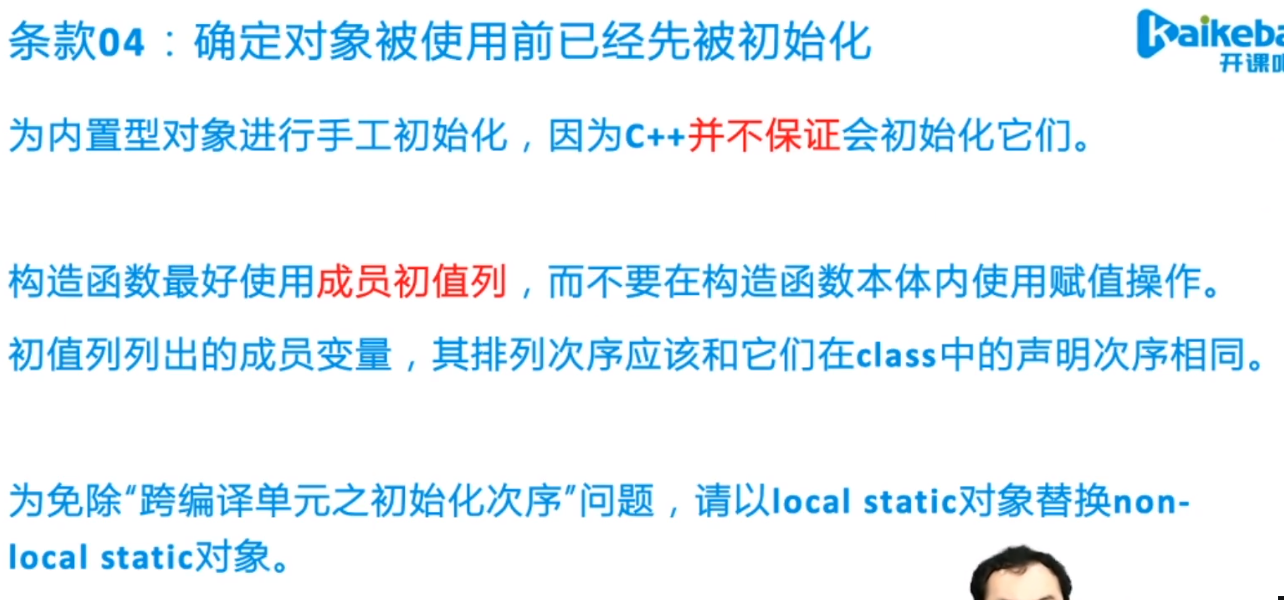 条款04：确定对象被使用前已经先被初始化
kaikeba
开课吧
为内置型对象进行手工初始化，因为C++并不保证会初始化它们。
构造函数最好使用成员初值列，而不要在构造函数本体内使用赋值操作。
初值列列出的成员变量，其排列次序应该和它们在class中的声明次序相同。
为免除“跨编译单元之初始化次序”问题，请以local static对象替换non-
local static对象。